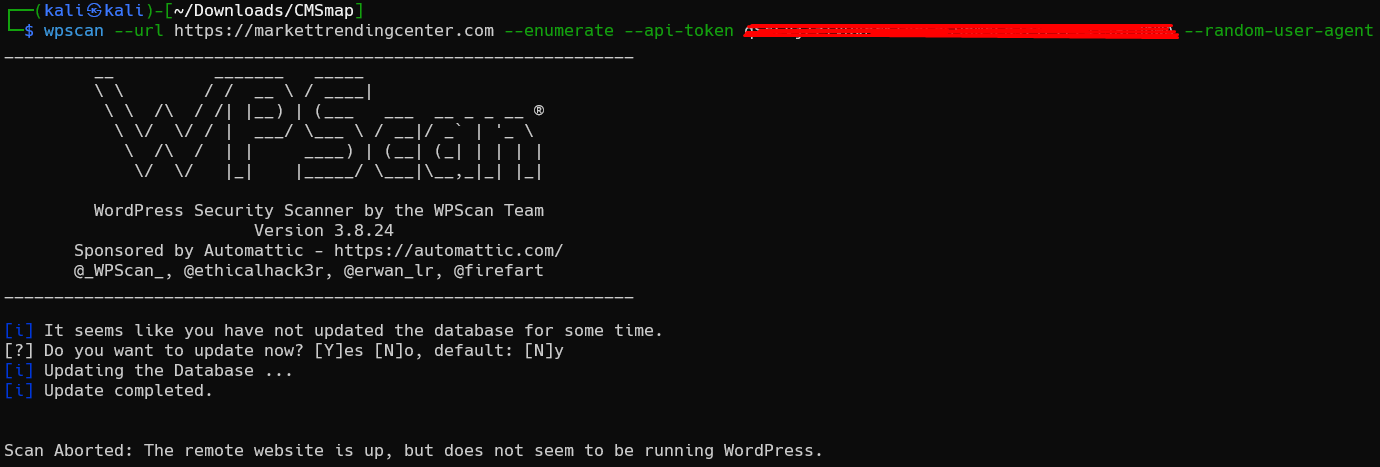 ┌──(kali㉿kali)-[~/Downloads/CMSmap]
└─$ wpscan --url https://markettrendingcenter.com --enumerate --api-token --random-user-agent
_______________________________________________________________
         __          _______   _____
         \ \        / /  __ \ / ____|
          \ \  /\  / /| |__) | (___   ___  __ _ _ __ ®
           \ \/  \/ / |  ___/ \___ \ / __|/ _` | '_ \
            \  /\  /  | |     ____) | (__| (_| | | | |
             \/  \/   |_|    |_____/ \___|\__,_|_| |_|
WordPress Security Scanner by the WPScan Team
Version 3.8.24
Sponsored by Automattic - https://automattic.com/
@_WPScan_, @ethicalhack3r, @erwan_lr, @firefart
_______________________________________________________________
[i] It seems like you have not updated the database for some time.
[?] Do you want to update now? [Y]es [N]o, default: [N]y
[i] Updating the Database ...
[i] Update completed.
Scan Aborted: The remote website is up, but does not seem to be running WordPress.